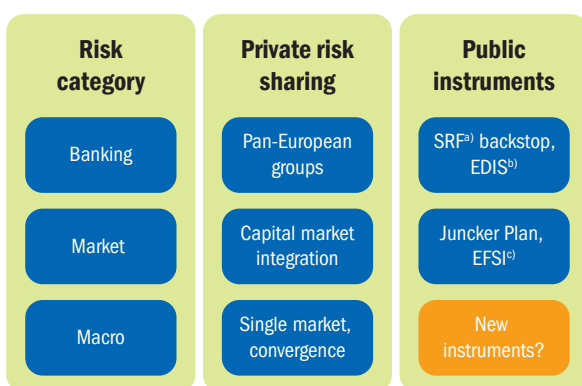 Risk
category
Banking
Market
Macro
Private risk
sharing
Pan-European
groups
Capital market
integration
Single market,
convergence
Public
instruments
SRFa) backstop,
EDISb)
Juncker Plan,
EFSIc)
New
instruments?